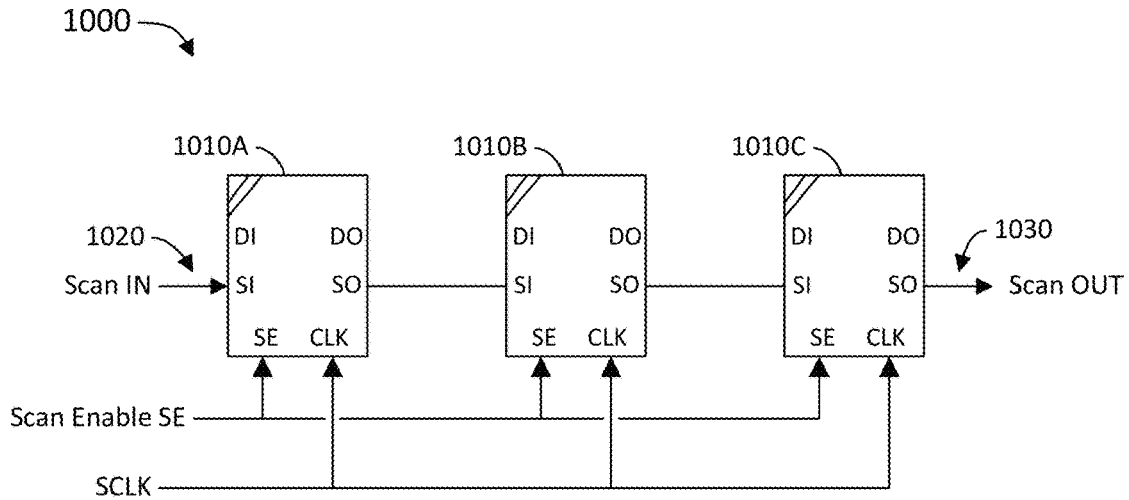 1000
1010A 1010B 1010C
1020 DI DO DI DO DI DO 1030
Scan IN SI SO SI SO SI SO Scan OUT
SE CLK SE CLK SE CLK
Scan Enable SE
SCLK